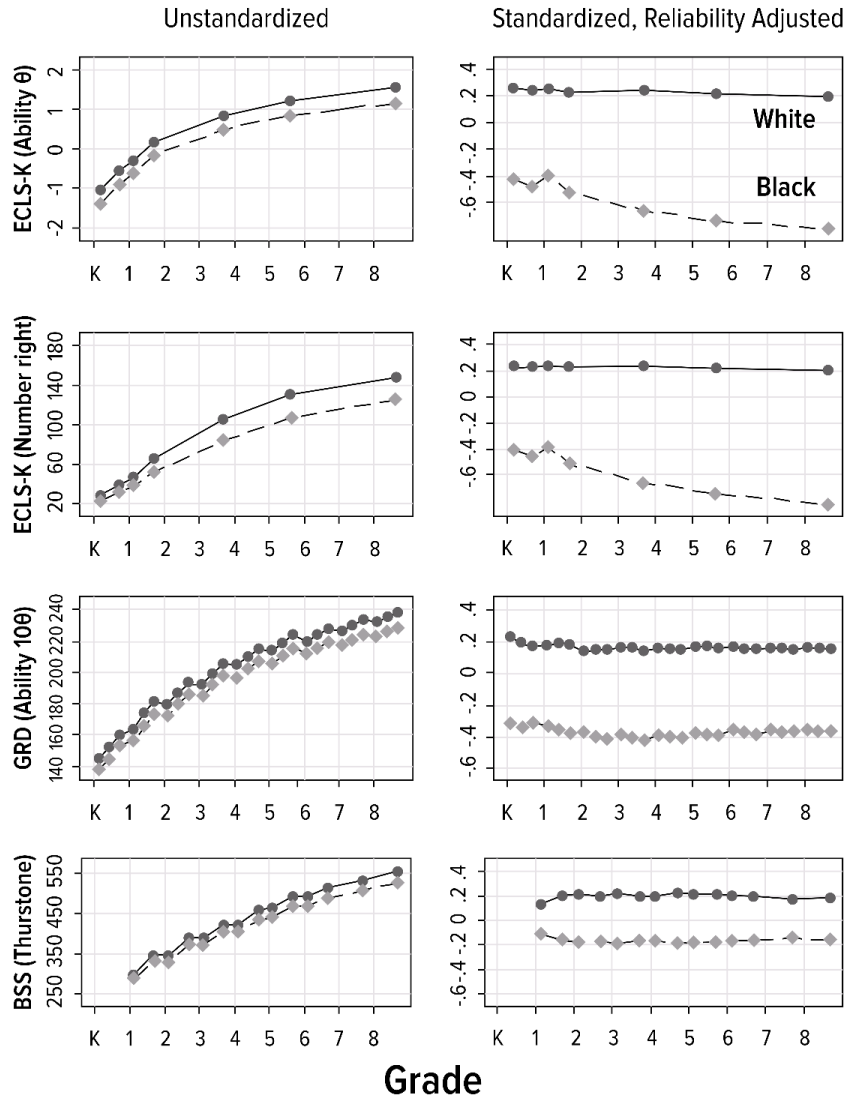 Unstandardized
Standardized, Reliability Adjusted
ECLS-K (Ability θ)
-2 -1 0 1 2
K 1 2 3 4 5 6 7 8
-.6 -.4 -.2 0 .2 .4
White
Black
K 1 2 3 4 5 6 7 8
ECLS-K (Number right)
20 60 100 140 180
K 1 2 3 4 5 6 7 8
-.6 -.4 -.2 0 .2 .4
K 1 2 3 4 5 6 7 8
GRD (Ability 10θ)
140 160 180 200 220 240
K 1 2 3 4 5 6 7 8
-.6 -.4 -.2 0 .2 .4
K 1 2 3 4 5 6 7 8
BSS (Thurstone)
250 350 450 550
K 1 2 3 4 5 6 7 8
-.6 -.4 -.2 0 .2 .4
K 1 2 3 4 5 6 7 8
Grade